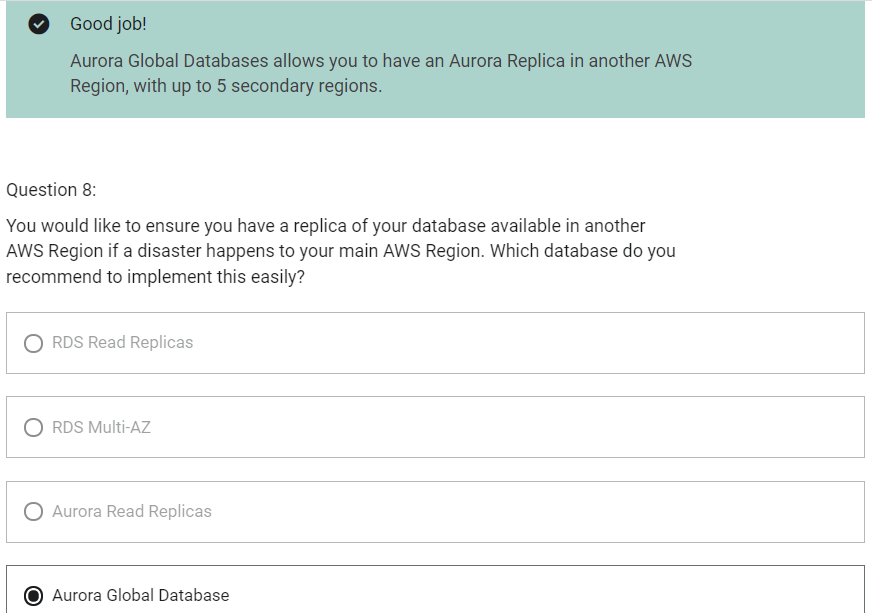 Good job!
Aurora Global Databases allows you to have an Aurora Replica in another AWS
Region, with up to 5 secondary regions.
Question 8:
You would like to ensure you have a replica of your database available in another
AWS Region if a disaster happens to your main AWS Region. Which database do you
recommend to implement this easily?
RDS Read Replicas
RDS Multi-AZ
Aurora Read Replicas
Aurora Global Database